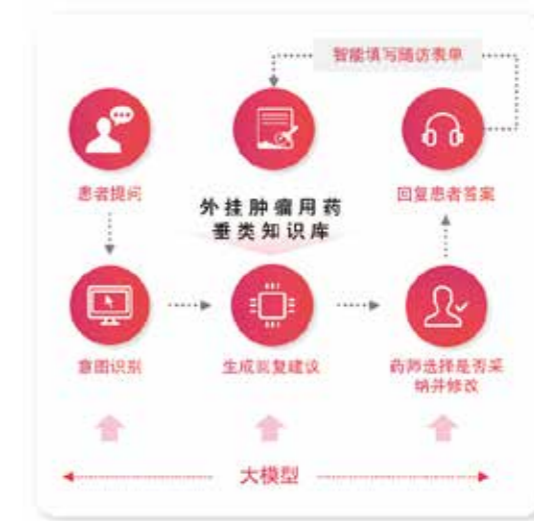 智能填写随访表单
患者提问
回复患者答案
外挂肿瘤用药
垂类知识库
意图识别
生成回复建议
药师选择是否采
纳并修改
大模型